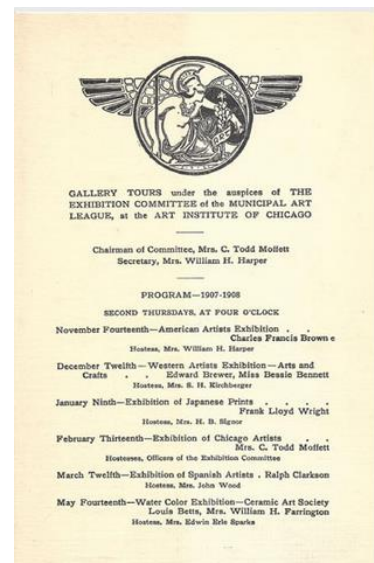 ART
GALLERY TOURS under the auspices of THE
EXHIBITION COMMITTEE of the MUNICIPAL ART
LEAGUE, at the ART INSTITUTE OF CHICAGO
Chairman of Committee, Mrs. C. Todd Moffett
Secretary, Mrs. William H. Harper
PROGRAM—1907-1908
SECOND THURSDAYS, AT FOUR O'CLOCK
November Fourteenth—American Artists Exhibition . .
Charles Francis Browne
Hostess, Mrs. William H. Harper
December Twelfth—Western Artists Exhibition—Arts and
Crafts . . Edward Brewer, Miss Bessie Bennett
Hostess, Mrs. S. H. Kirchberger
January Ninth—Exhibition of Japanese Prints . . . .
Frank Lloyd Wright
Hostess, Mrs. H. B. Signor
February Thirteenth—Exhibition of Chicago Artists . .
Mrs. C. Todd Moffett
Hostesses, Officers of the Exhibition Committee
March Twelfth—Exhibition of Spanish Artists . Ralph Clarkson
Hostess, Mrs. John Wood
May Fourteenth—Water Color Exhibition—Ceramic Art Society
Louis Betts, Mrs. William H. Farrington
Hostess, Mrs. Edwin Erle Sparks